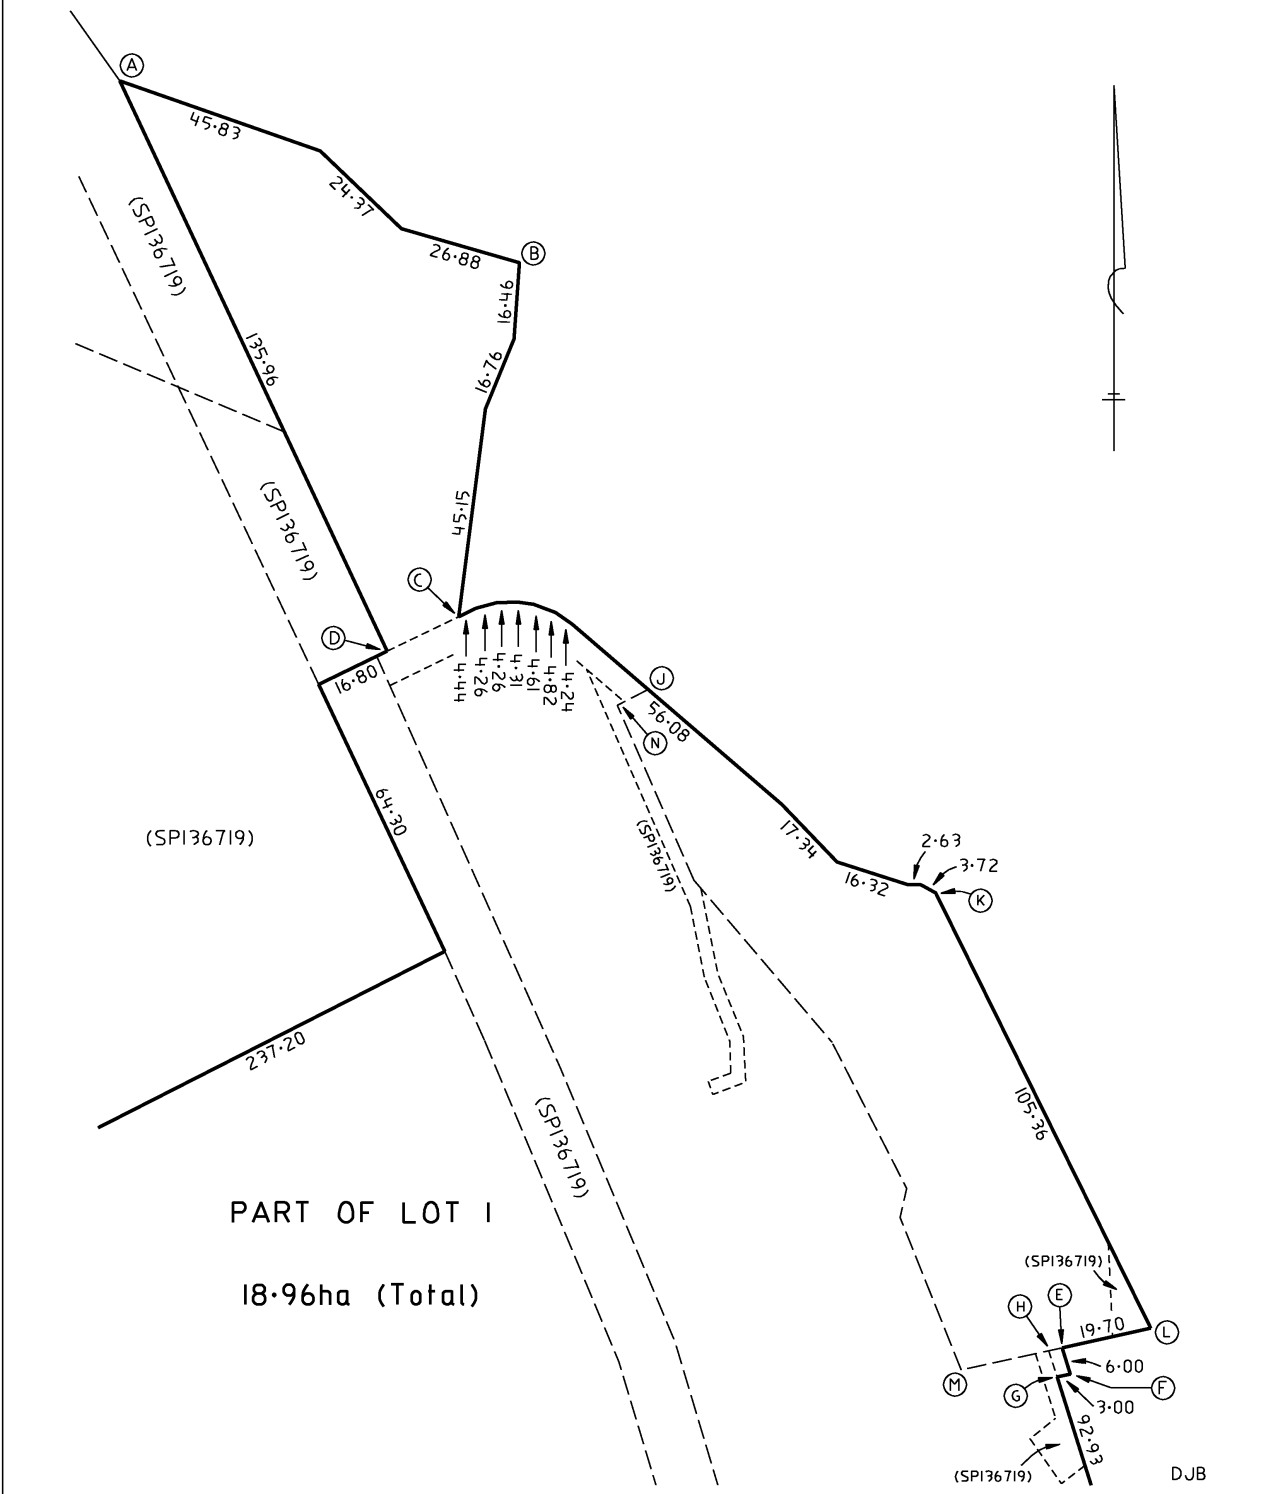 A
45·83
24·37
26·88
B
16·46
16·76
(SP136719)
135·96
(SP136719)
45·15
C
D
16·80
4·44
4·26
4·26
4·31
4·61
4·82
4·24
J
56·08
N
64·30
(SP136719)
(SP136719)
17·34
16·32
2·63
3·72
K
237·20
105·36
(SP136719)
PART OF LOT 1
18·96ha (Total)
(SP136719)
H
E
19·70
L
6·00
M
G
F
3·00
92·93
(SP136719)
DJB